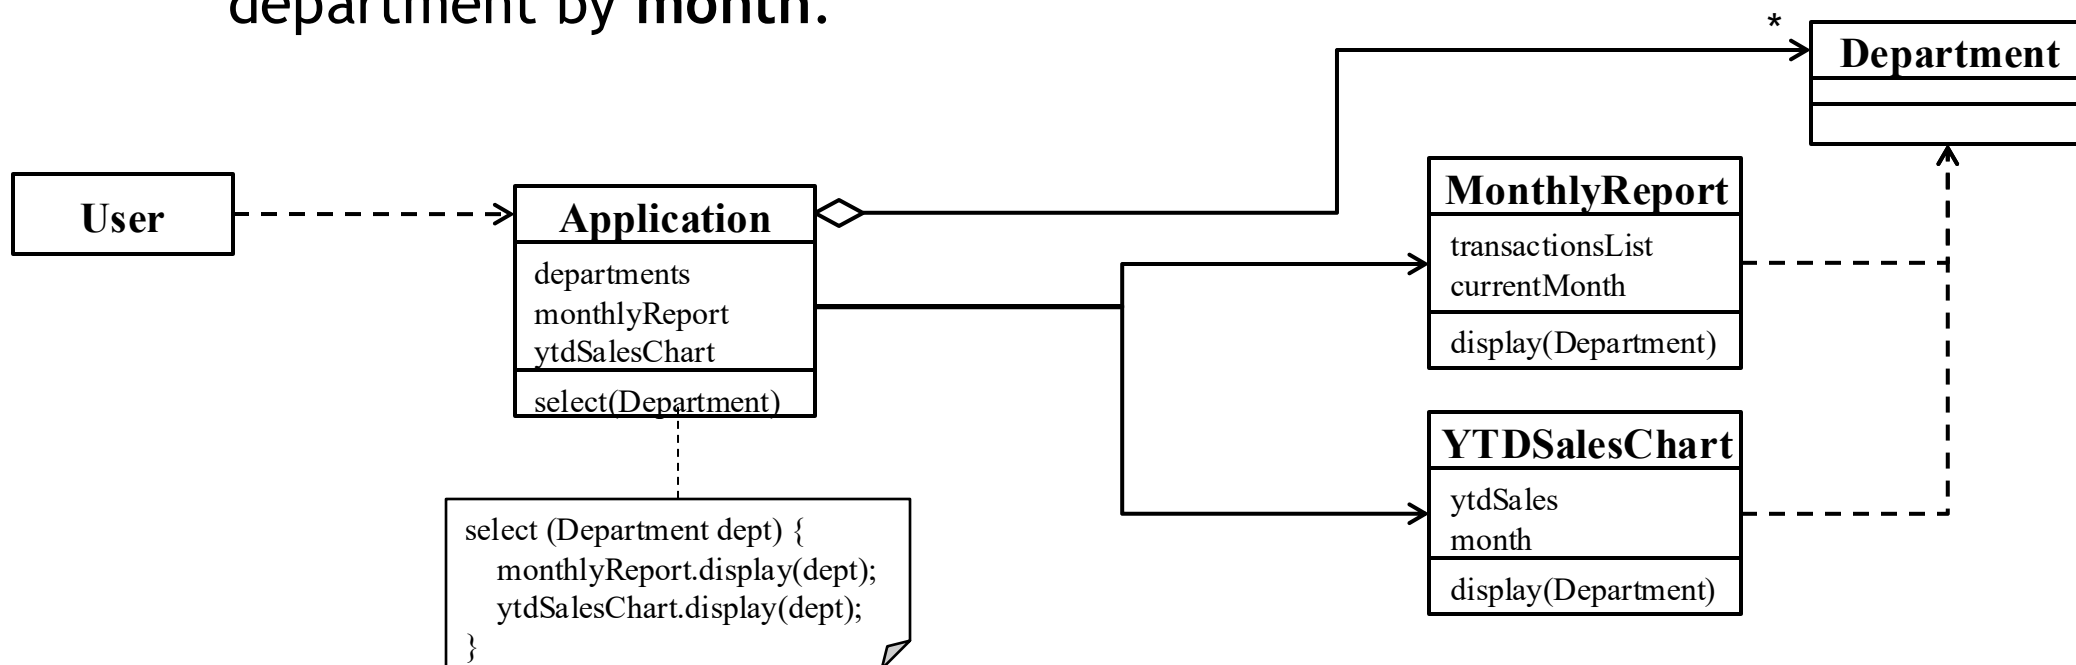 department by month.
*
Department
User
Application
departments
monthlyReport
ytdSalesChart
select(Department)
MonthlyReport
transactionsList
currentMonth
display(Department)
YTDSalesChart
ytdSales
month
display(Department)
select (Department dept) {
monthlyReport.display(dept);
ytdSalesChart.display(dept);
}